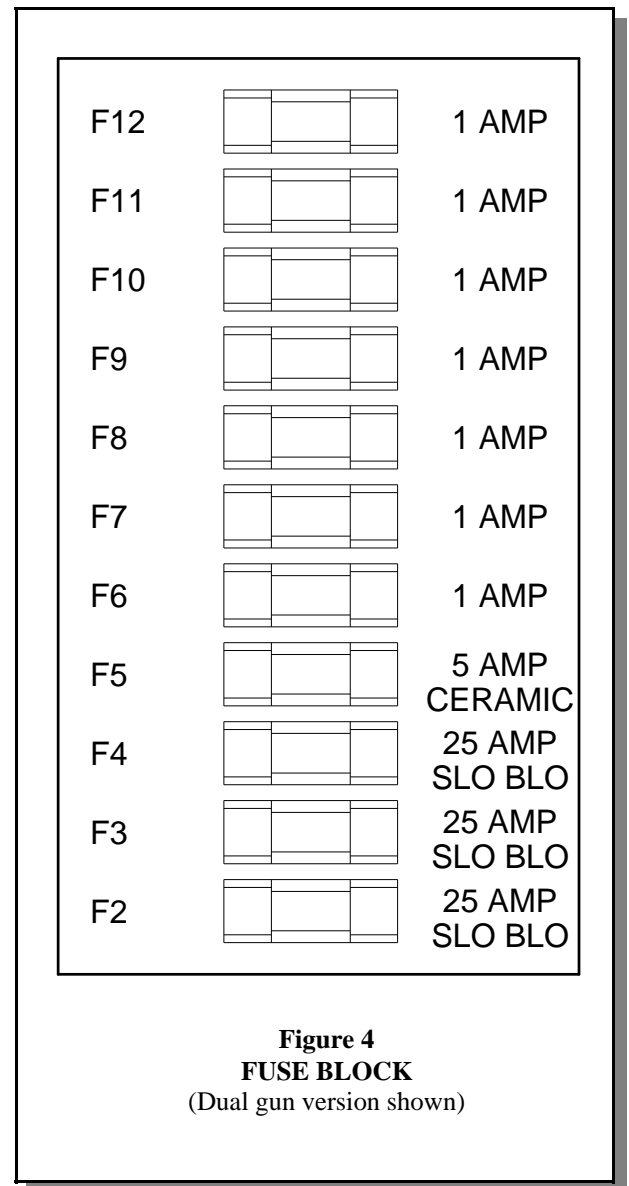 F12 1 AMP
F11 1 AMP
F10 1 AMP
F9 1 AMP
F8 1 AMP
F7 1 AMP
F6 1 AMP
F5 5 AMP
CERAMIC
F4 25 AMP
SLO BLO
F3 25 AMP
SLO BLO
F2 25 AMP
SLO BLO
Figure 4
FUSE BLOCK
(Dual gun version shown)